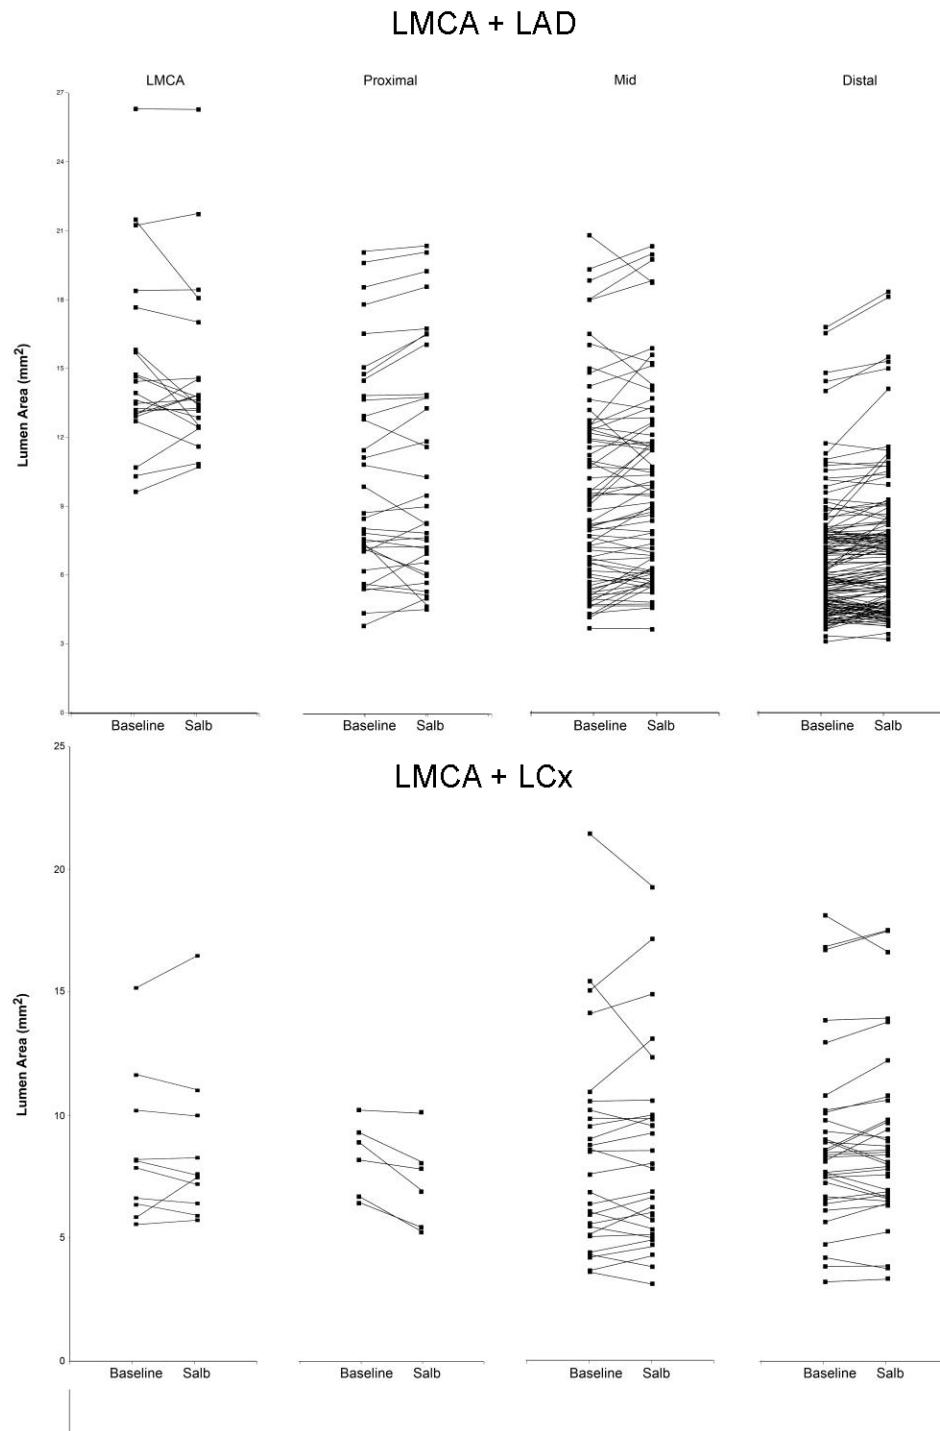 LMCA + LAD
LMCA Proximal Mid Distal
27
24
21
18
15
12
9
6
3
0
Lumen Area (mm²)
Baseline Salb Baseline Salb Baseline Salb Baseline Salb
LMCA + LCx
25
20
15
10
5
0
Lumen Area (mm²)
Baseline Salb Baseline Salb Baseline Salb Baseline Salb